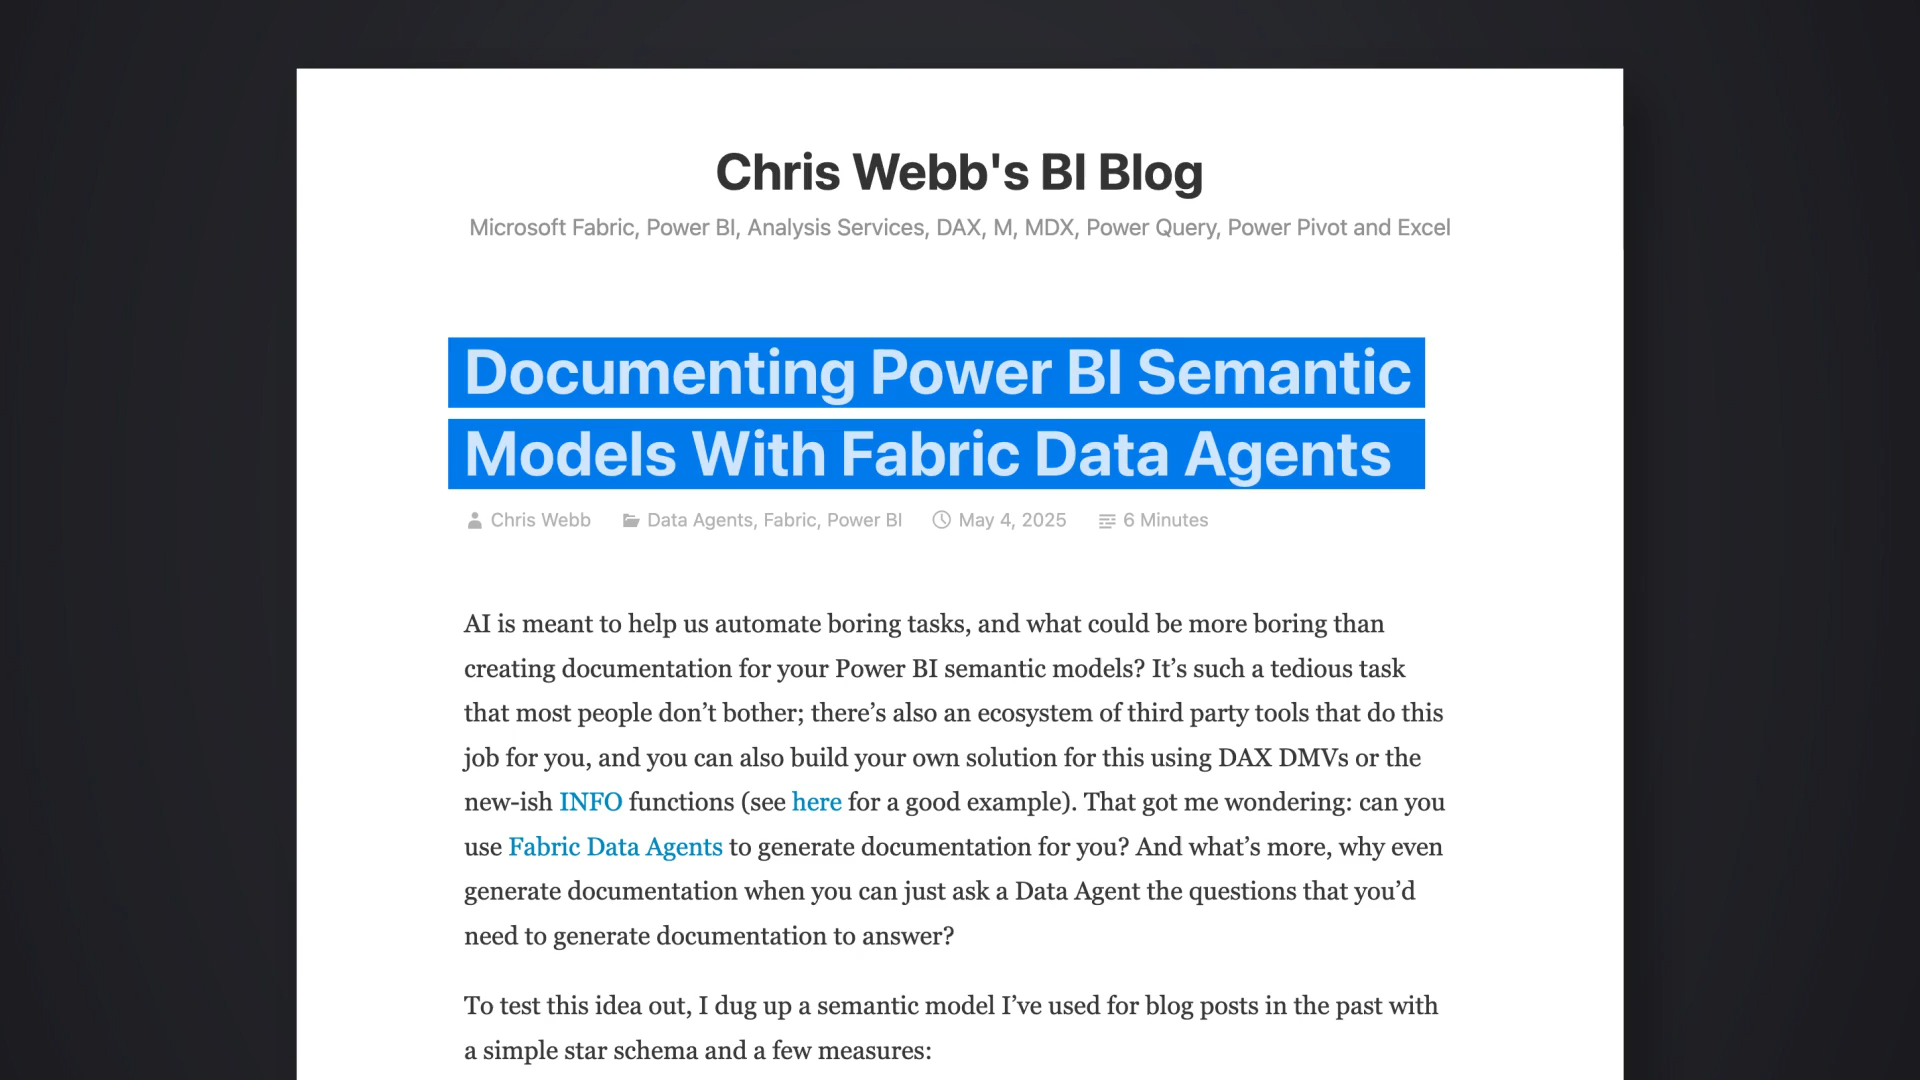 Chris Webb's BI Blog
Microsoft Fabric, Power BI, Analysis Services, DAX, M, MDX, Power Query, Power Pivot and Excel
Documenting Power BI Semantic
Models With Fabric Data Agents
Chris Webb Data Agents, Fabric, Power BI May 4, 2025 6 Minutes
AI is meant to help us automate boring tasks, and what could be more boring than
creating documentation for your Power BI semantic models? It’s such a tedious task
that most people don’t bother; there’s also an ecosystem of third party tools that do this
job for you, and you can also build your own solution for this using DAX DMVs or the
new-ish INFO functions (see here for a good example). That got me wondering: can you
use Fabric Data Agents to generate documentation for you? And what’s more, why even
generate documentation when you can just ask a Data Agent the questions that you’d
need to generate documentation to answer?
To test this idea out, I dug up a semantic model I’ve used for blog posts in the past with
a simple star schema and a few measures: